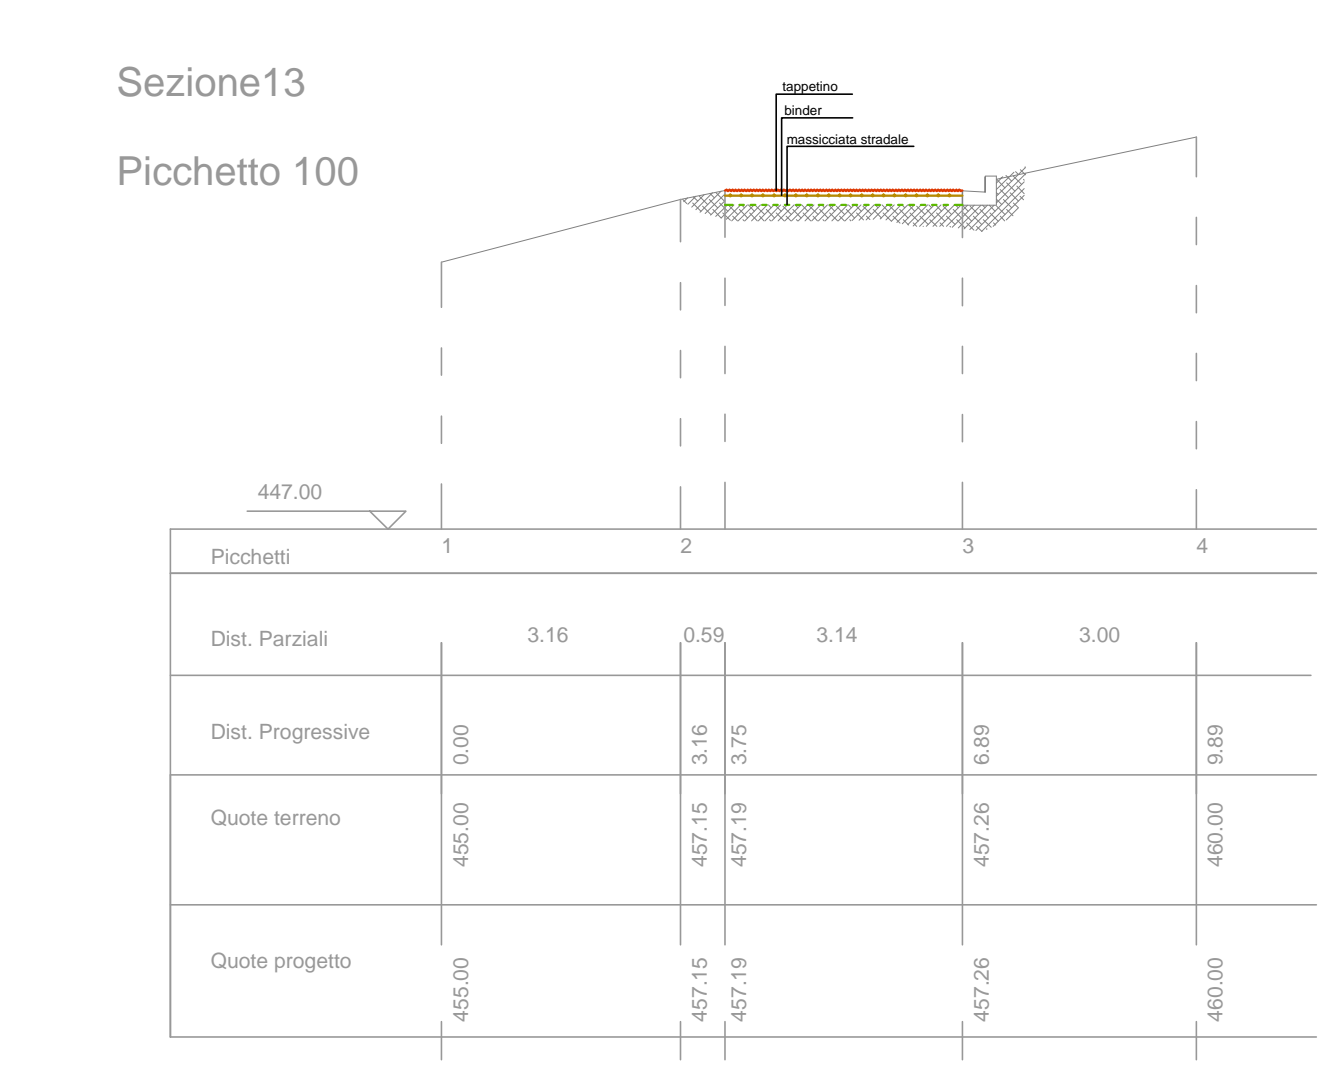 Sezione13
Picchetto 100
tappetino
binder
massicciata stradale
447.00
Picchetti 1 2 3 4
Dist. Parziali 3.16 0.59 3.14 3.00
Dist. Progressive 0.00 3.16 3.75 6.89 9.89
Quote terreno 455.00 457.15 457.19 457.26 460.00
Quote progetto 455.00 457.15 457.19 457.26 460.00